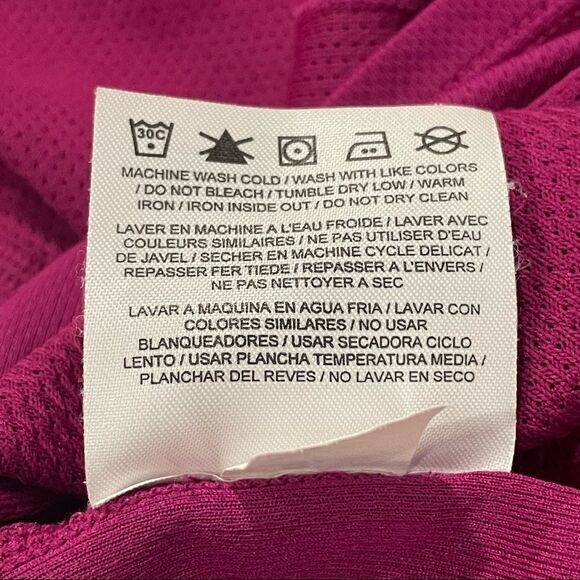 30C
MACHINE WASH COLD / WASH WITH LIKE COLORS
/ DO NOT BLEACH / TUMBLE DRY LOW / WARM
IRON / IRON INSIDE OUT / DO NOT DRY CLEAN
LAVER EN MACHINE A L'EAU FROIDE / LAVER AVEC
COULEURS SIMILAIRES / NE PAS UTILISER D'EAU
DE JAVEL / SECHER EN MACHINE CYCLE DELICAT /
REPASSER FER TIEDE / REPASSER A L'ENVERS /
NE PAS NETTOYER A SEC
LAVAR A MAQUINA EN AGUA FRIA / LAVAR CON
COLORES SIMILARES / NO USAR
BLANQUEADORES / USAR SECADORA CICLO
LENTO / USAR PLANCHA TEMPERATURA MEDIA /
PLANCHAR DEL REVES / NO LAVAR EN SECO